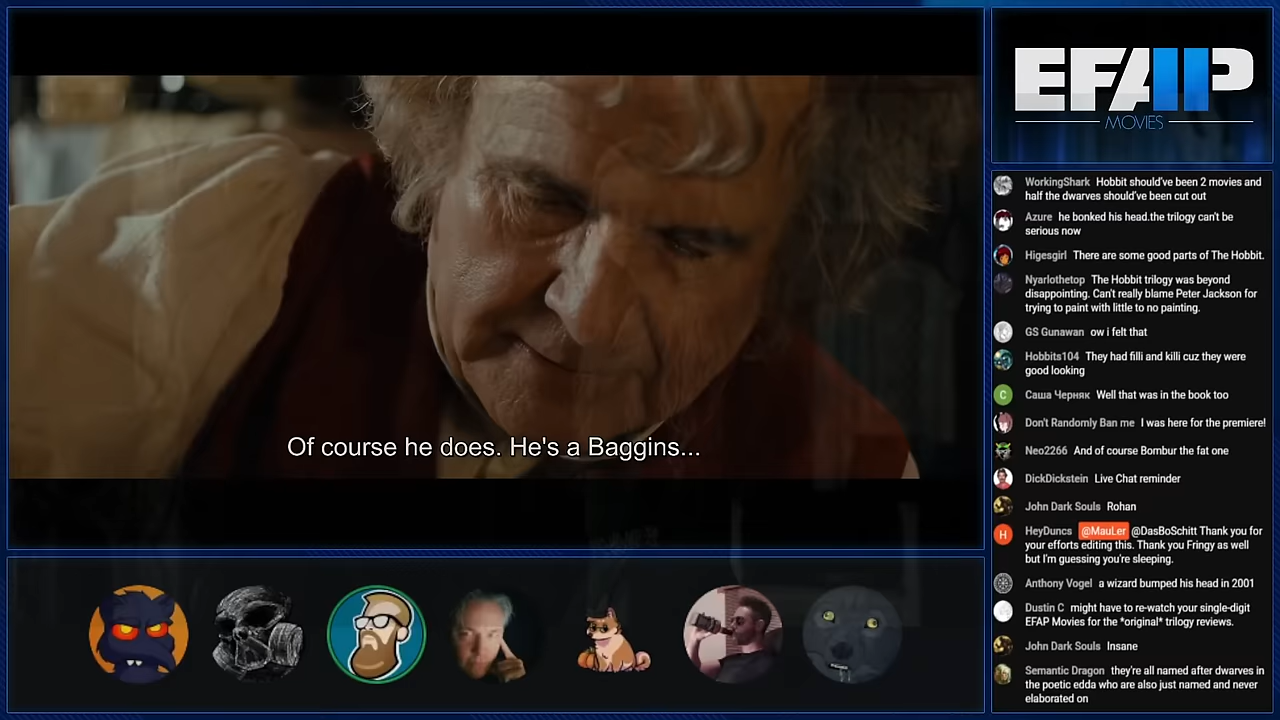 Of course he does. He's a Baggins...
EFAP
MOVIES
WorkingShark Hobbit should've been 2 movies and
half the dwarves should've been cut out
Azure he bonked his head.the trilogy can't be
serious now
Higesgirl There are some good parts of The Hobbit.
Nyarlothetop The Hobbit trilogy was beyond
disappointing. Can't really blame Peter Jackson for
trying to paint with little to no painting.
GS Gunawan ow i felt that
Hobbits104 They had filli and killi cuz they were
good looking
C
Саша Черняк Well that was in the book too
Don't Randomly Ban me I was here for the premiere!
Neo2266 And of course Bombur the fat one
DickDickstein Live Chat reminder
John Dark Souls Rohan
H
HeyDuncs @MauLer @DasBoSchitt Thank you for
your efforts editing this. Thank you Fringy as well
but I'm guessing you're sleeping.
Anthony Vogel a wizard bumped his head in 2001
Dustin C might have to re-watch your single-digit
EFAP Movies for the *original* trilogy reviews.
John Dark Souls Insane
Semantic Dragon they're all named after dwarves in
the poetic edda who are also just named and never
elaborated on